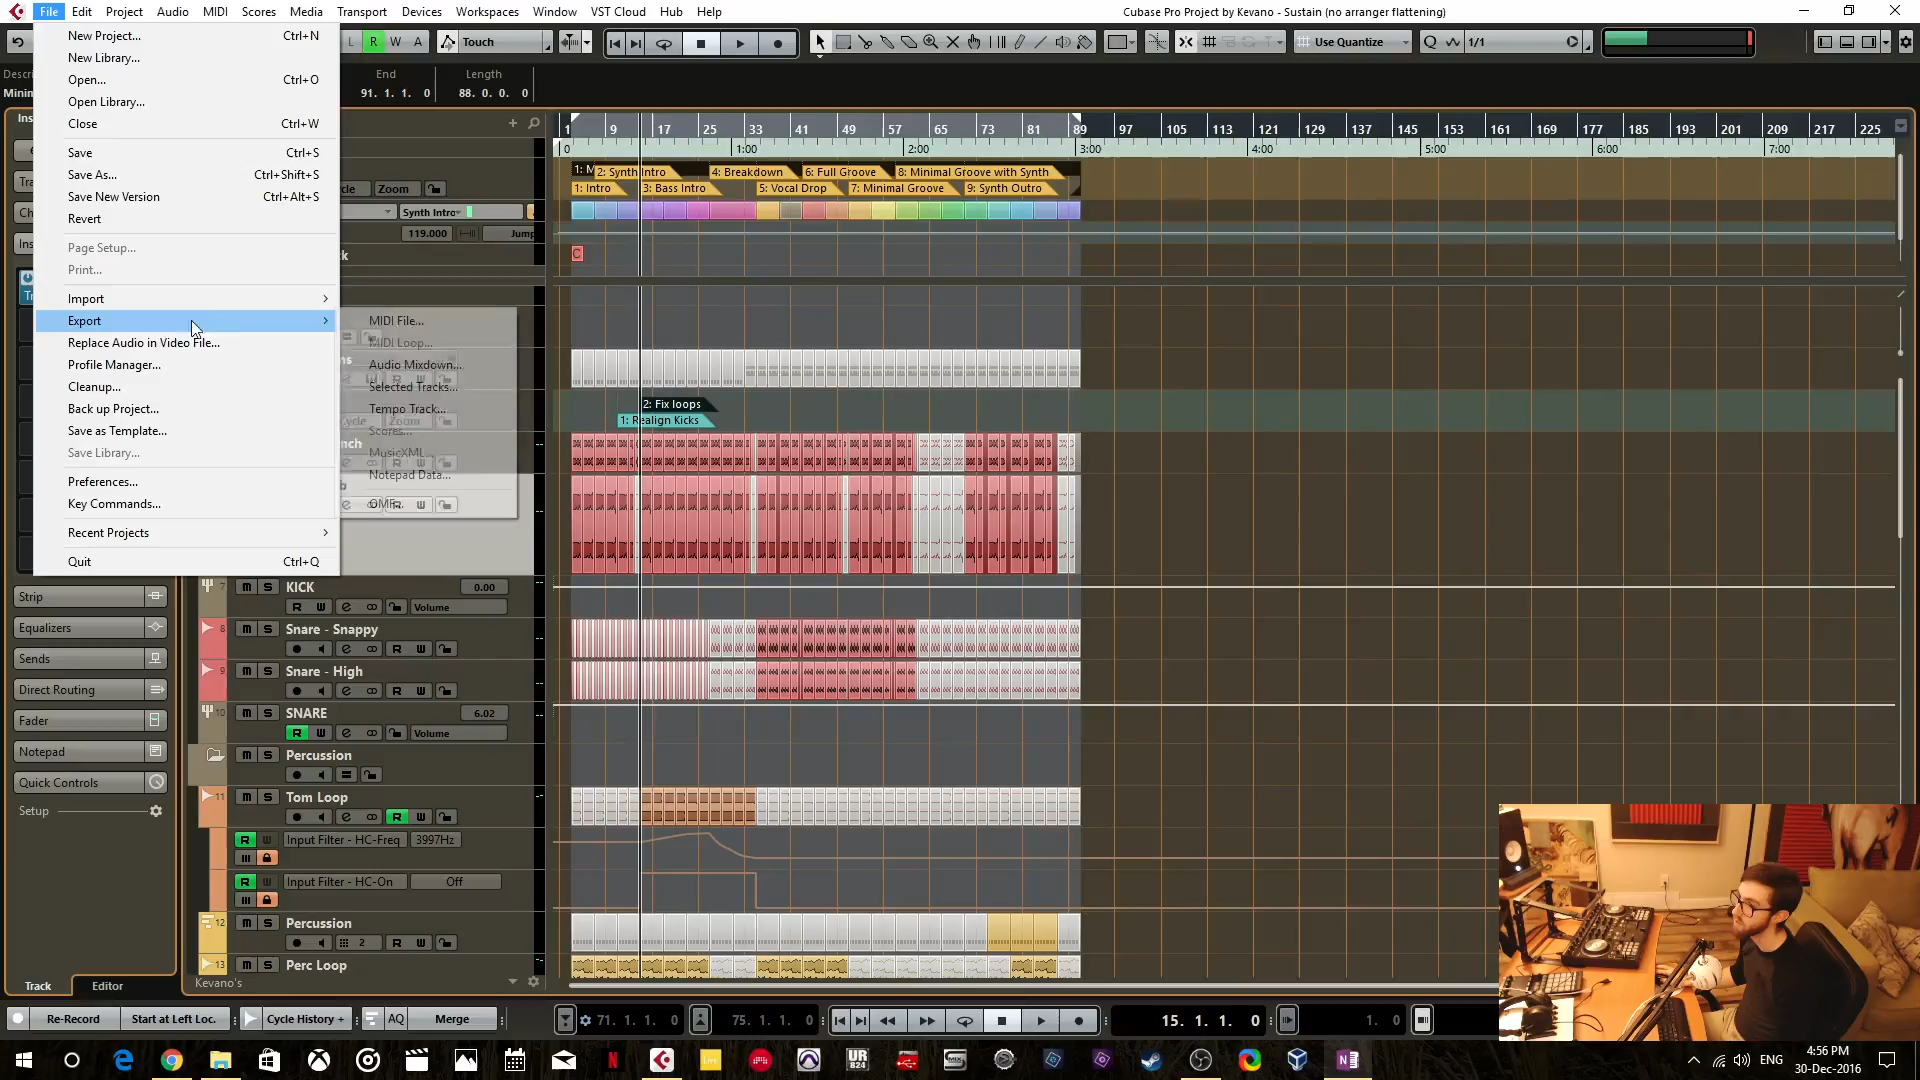 File Edit Project Audio MIDI Scores Media Transport Devices Workspaces Window VST Cloud Hub Help
Cubase Pro Project by Kevano - Sustain (no arranger flattening)
L R W A Touch Use Quantize 1/1
New Project... Ctrl+N
New Library...
Open... Ctrl+O
Open Library...
Close Ctrl+W
Save Ctrl+S
Save As... Ctrl+Shift+S
Save New Version Ctrl+Alt+S
Revert
Page Setup...
Print...
Import
Export
Replace Audio in Video File...
Profile Manager...
Cleanup...
Back up Project...
Save as Template...
Save Library...
Preferences...
Key Commands...
Recent Projects
Quit Ctrl+Q
MIDI File...
MIDI Loop...
Audio Mixdown...
Selected Tracks...
Tempo Track...
Scores...
MusicXML...
Notepad Data...
OMF...
End Length
91. 1. 1. 0 88. 0. 0. 0
1 9 17 25 33 41 49 57 65 73 81 89 97 105 113 121 129 137 145 153 161 169 177 185 193 201 209 217 225
0 1:00 2:00 3:00 4:00 5:00 6:00 7:00
1: M 2: Synth Intro 4: Breakdown 6: Full Groove 8: Minimal Groove with Synth
1: Intro 3: Bass Intro 5: Vocal Drop 7: Minimal Groove 9: Synth Outro
Zoom
Synth Intro
119.000 Jump
C
2: Fix loops
1: Realign Kicks
7 m S KICK 0.00
R W e Volume
8 m S Snare - Snappy
9 m S Snare - High
10 m S SNARE 6.02
R W e Volume
m S Percussion
11 m S Tom Loop
R W Input Filter - HC-Freq 3997Hz
R W Input Filter - HC-On Off
12 m S Percussion
2 R W
13 m S Perc Loop
Kevano's
Strip
Equalizers
Sends
Direct Routing
Fader
Notepad
Quick Controls
Setup
Track Editor
Re-Record Start at Left Loc. Cycle History + AQ Merge
71. 1. 1. 0 75. 1. 1. 0 15. 1. 1. 0 1. 0
UR 824
ENG
4:56 PM
30-Dec-2016